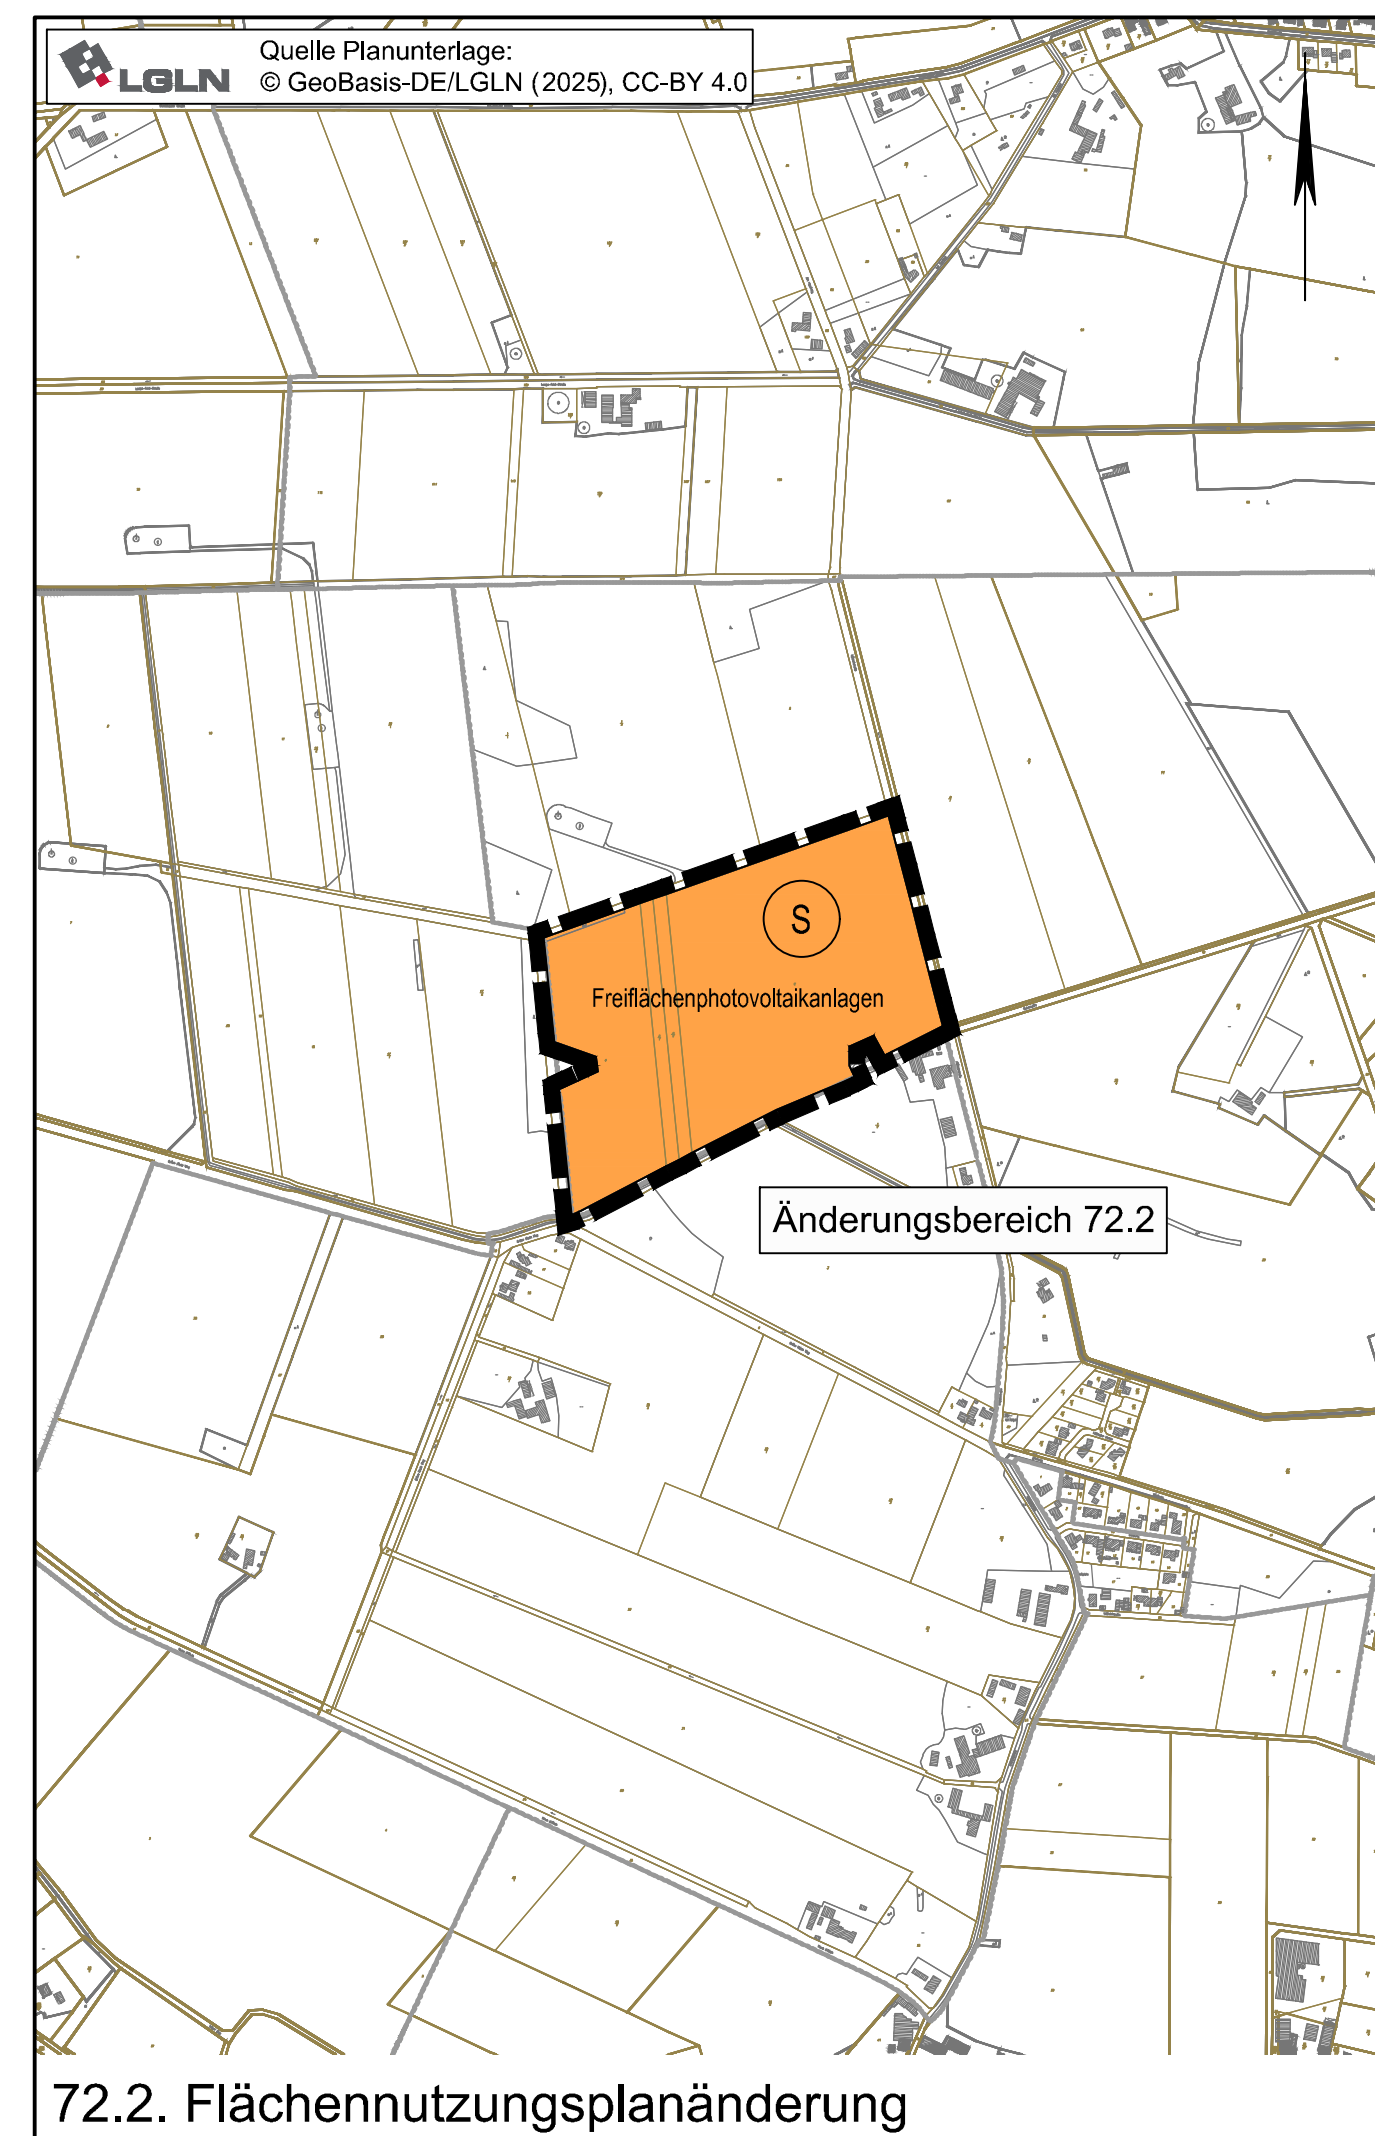 LGLN
Quelle Planunterlage:
© GeoBasis-DE/LGLN (2025), CC-BY 4.0
S
Freiflächenphotovoltaikanlagen
Änderungsbereich 72.2
72.2. Flächennutzungsplanänderung